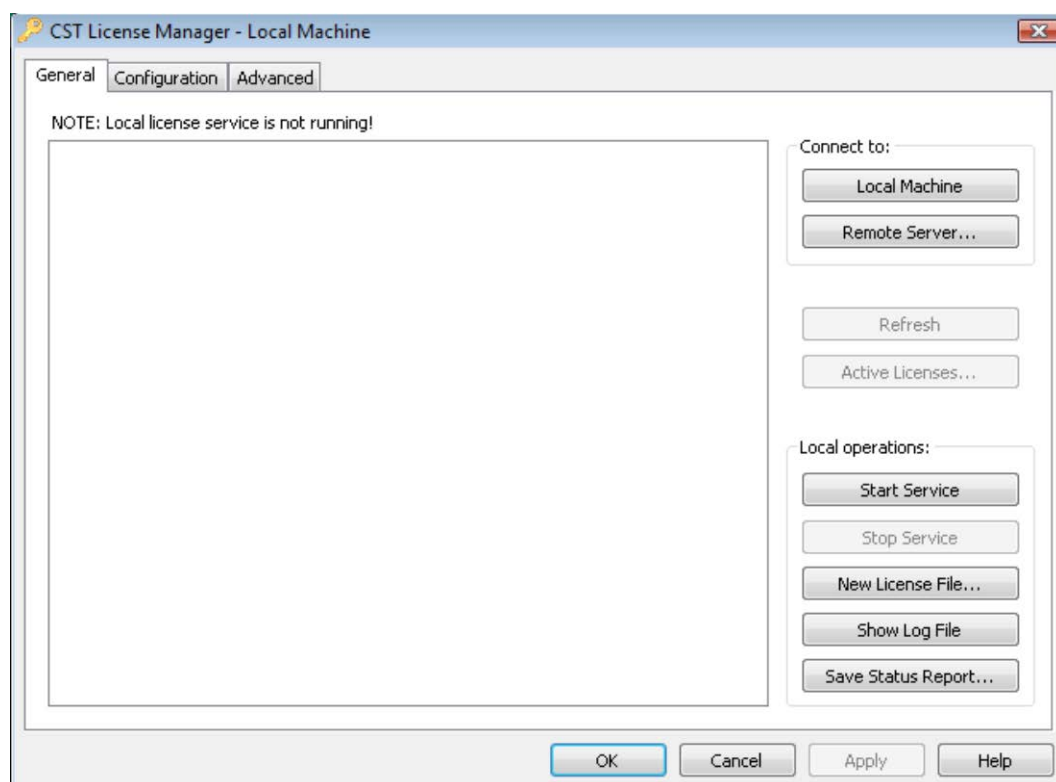 CST License Manager - Local Machine
General Configuration Advanced
NOTE: Local license service is not running!
Connect to:
Local Machine
Remote Server...
Refresh
Active Licenses...
Local operations:
Start Service
Stop Service
New License File...
Show Log File
Save Status Report...
OK Cancel Apply Help